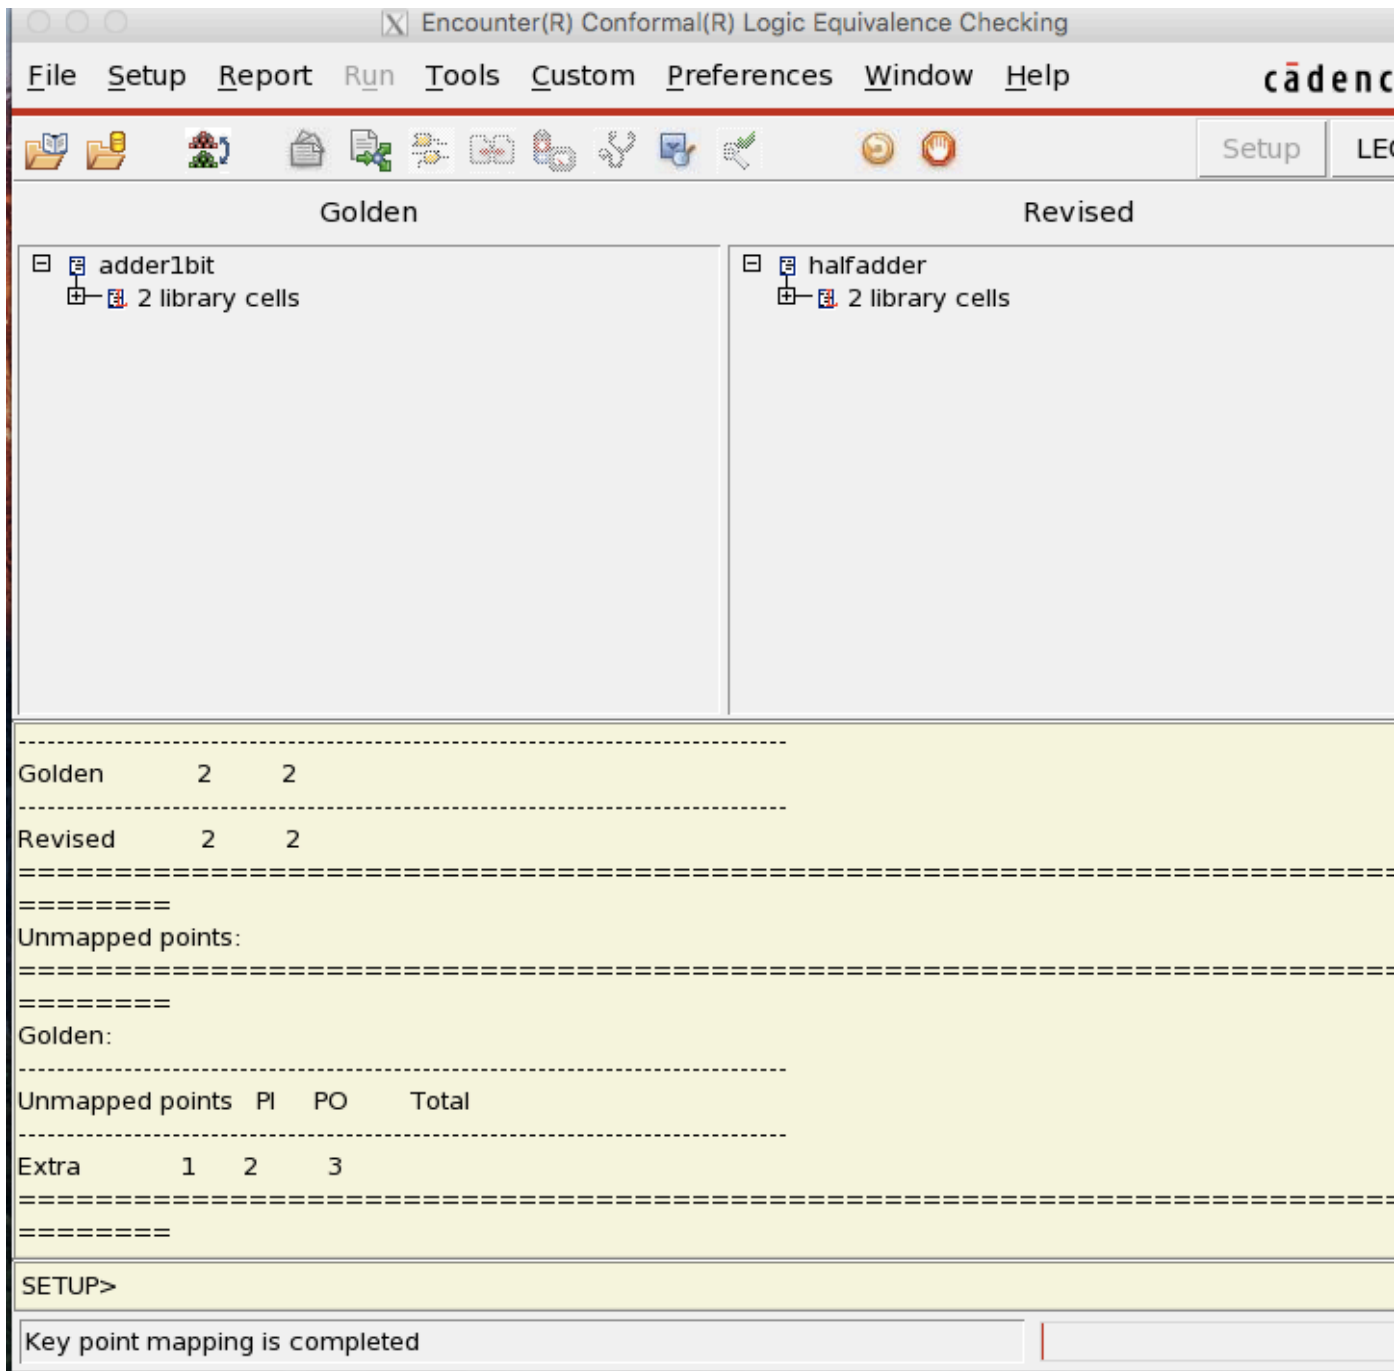 Encounter(R) Conformal(R) Logic Equivalence Checking
File Setup Report Run Tools Custom Preferences Window Help cādenc
Setup LEC
Golden Revised
adder1bit halfadder
2 library cells 2 library cells
--------------------------------------------------------------------------------
Golden 2 2
--------------------------------------------------------------------------------
Revised 2 2
========================================================================
========
Unmapped points:
========================================================================
========
Golden:
--------------------------------------------------------------------------------
Unmapped points PI PO Total
--------------------------------------------------------------------------------
Extra 1 2 3
========================================================================
========
SETUP>
Key point mapping is completed